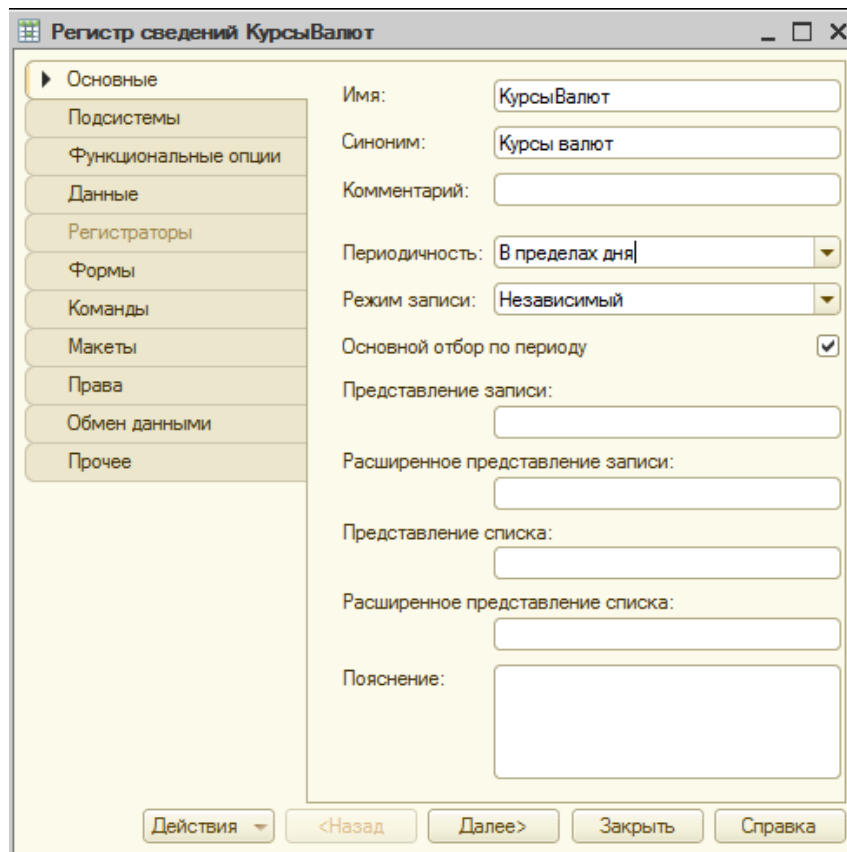 Регистр сведений КурсыВалют
Основные
Подсистемы
Функциональные опции
Данные
Регистраторы
Формы
Команды
Макеты
Права
Обмен данными
Прочее
Имя: КурсыВалют
Синоним: Курсы валют
Комментарий:
Периодичность: В пределах дня
Режим записи: Независимый
Основной отбор по периоду
Представление записи:
Расширенное представление записи:
Представление списка:
Расширенное представление списка:
Пояснение:
Действия <Назад Далее> Закрыть Справка